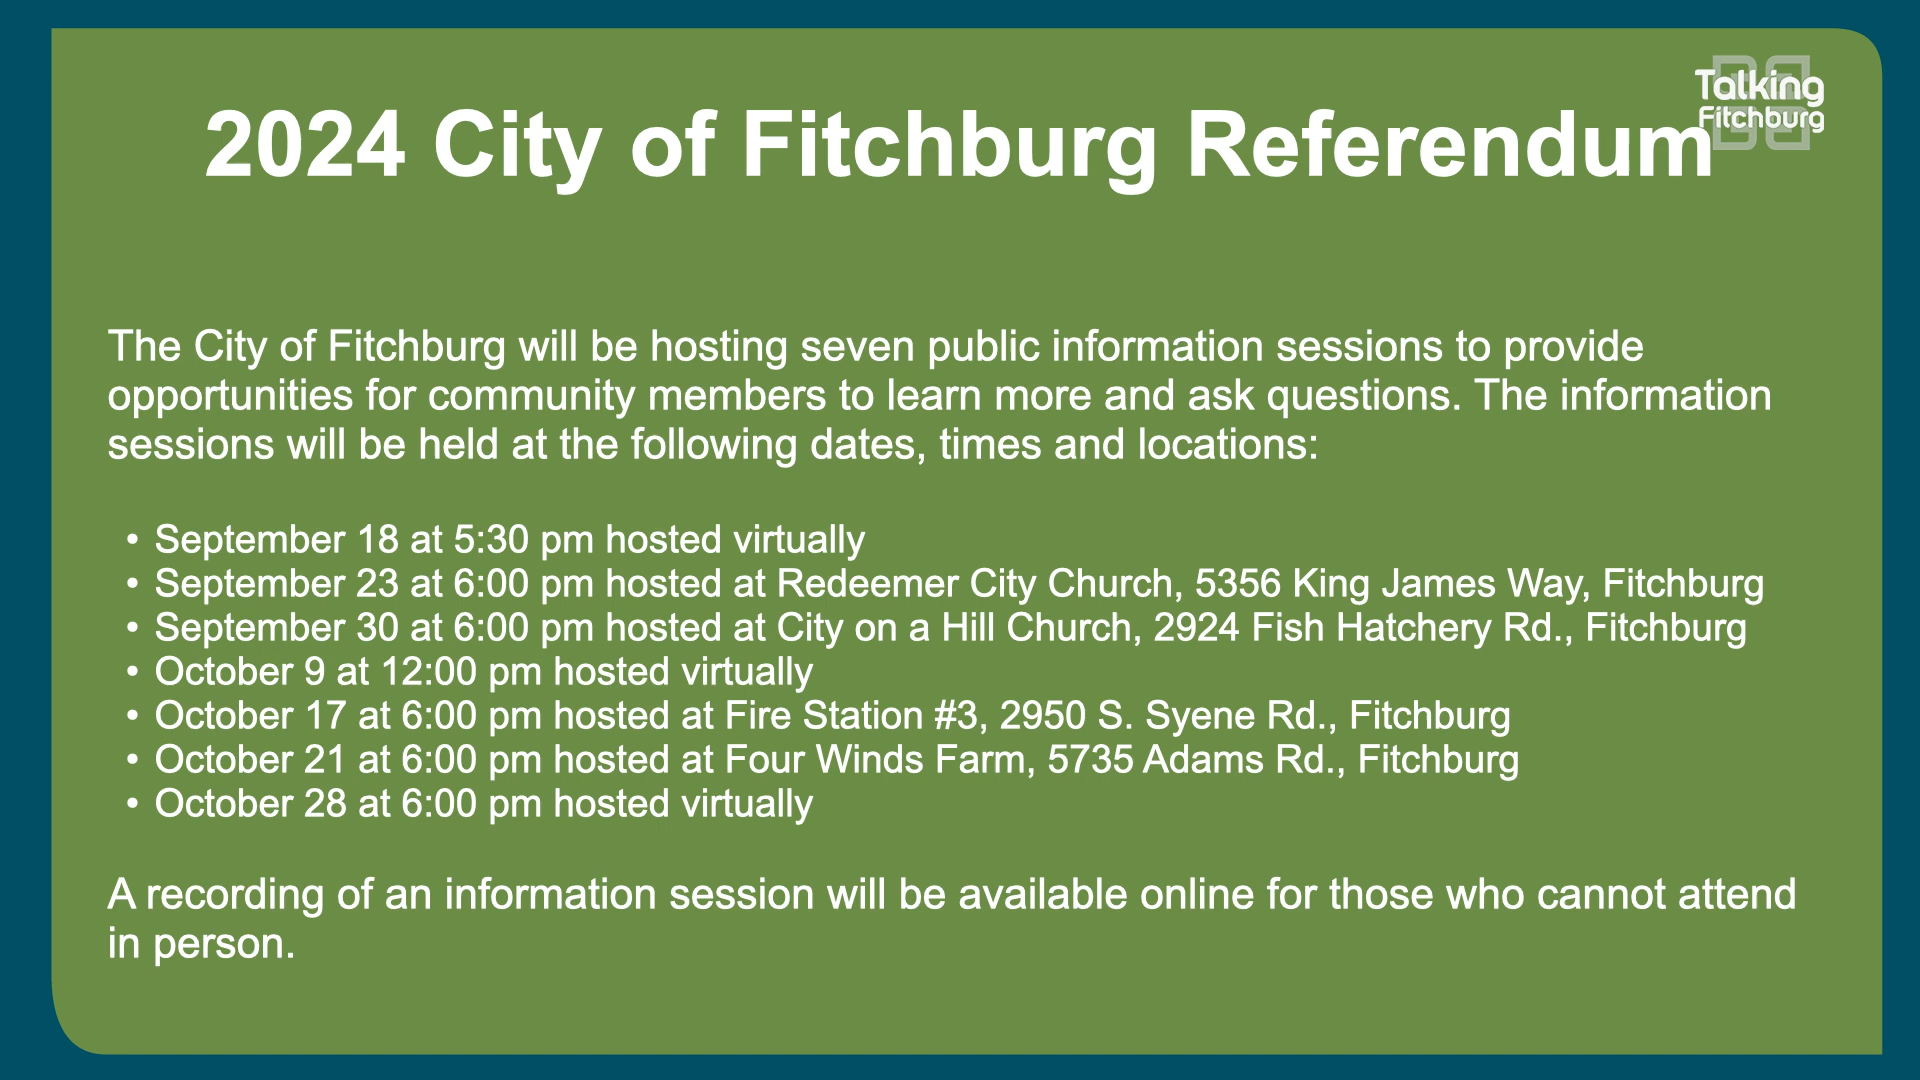 Talking
Fitchburg
2024 City of Fitchburg Referendum
The City of Fitchburg will be hosting seven public information sessions to provide
opportunities for community members to learn more and ask questions. The information
sessions will be held at the following dates, times and locations:
• September 18 at 5:30 pm hosted virtually
• September 23 at 6:00 pm hosted at Redeemer City Church, 5356 King James Way, Fitchburg
• September 30 at 6:00 pm hosted at City on a Hill Church, 2924 Fish Hatchery Rd., Fitchburg
• October 9 at 12:00 pm hosted virtually
• October 17 at 6:00 pm hosted at Fire Station #3, 2950 S. Syene Rd., Fitchburg
• October 21 at 6:00 pm hosted at Four Winds Farm, 5735 Adams Rd., Fitchburg
• October 28 at 6:00 pm hosted virtually
A recording of an information session will be available online for those who cannot attend
in person.